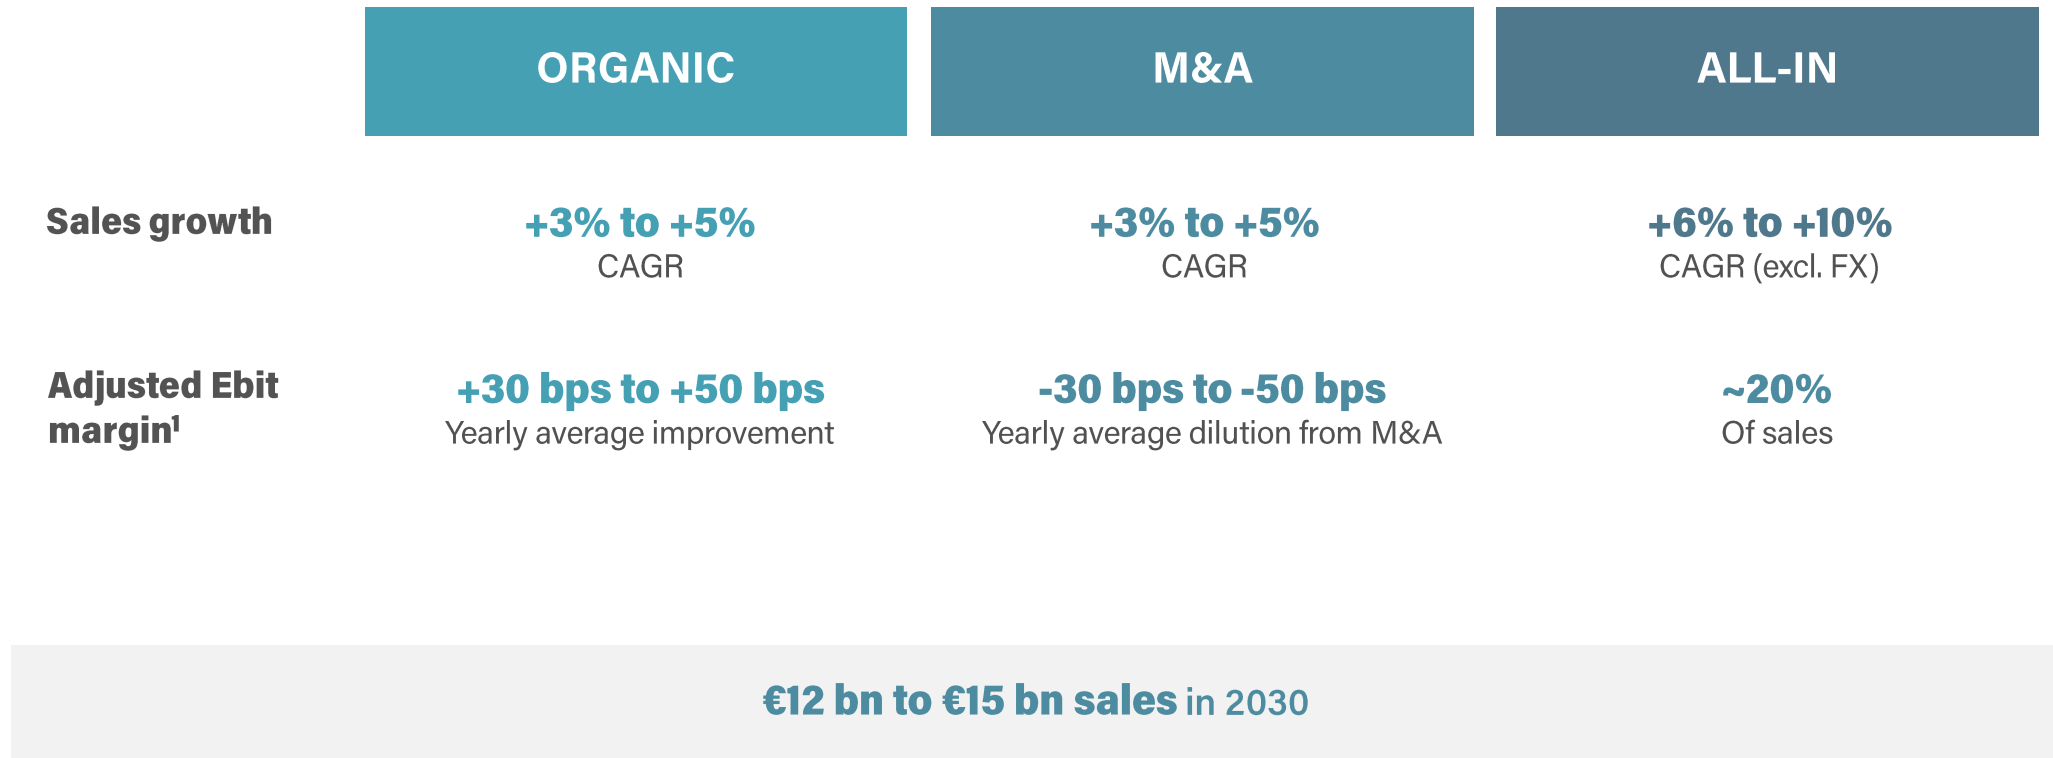 ORGANIC
M&A
ALL-IN
Sales growth
+3% to +5%
CAGR
+3% to +5%
CAGR
+6% to +10%
CAGR (excl. FX)
Adjusted Ebit
margin¹
+30 bps to +50 bps
Yearly average improvement
-30 bps to -50 bps
Yearly average dilution from M&A
~20%
Of sales
€12 bn to €15 bn sales in 2030